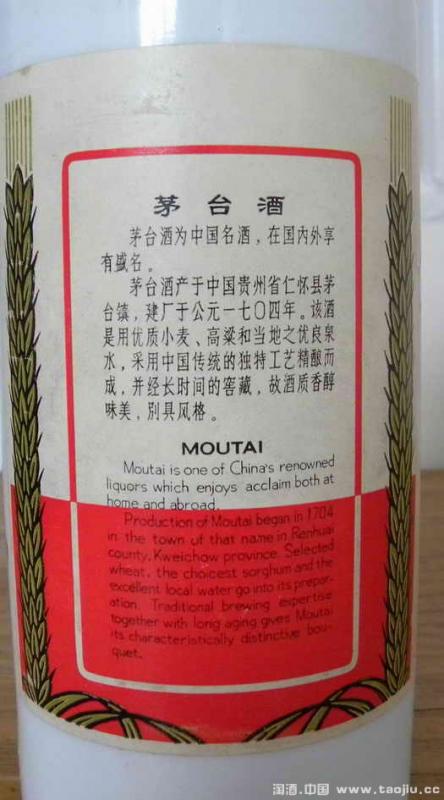 茅台酒
茅台酒为中国名酒，在国内外享
有盛名。
茅台酒产于中国贵州省仁怀县茅
台镇，建厂于公元一七〇四年。该酒
是用优质小麦、高粱和当地之优良泉
水，采用中国传统的独特工艺精酿而
成，并经长时间的窖藏，故酒质香醇
味美，别具风格。
MOUTAI
Moutai is one of China's renowned
liquors which enjoys acclaim both at
home and abroad.
Production of Moutai began in 1704
in the town of that name in Renhuai
county, Kweichow province. Selected
wheat, the choicest sorghum and the
excellent local water go into its prepar-
ation. Traditional brewing expertise
together with long aging gives Moutai
its characteristically distinctive bou-
quet.
淘酒.中国 www.taojiu.cc